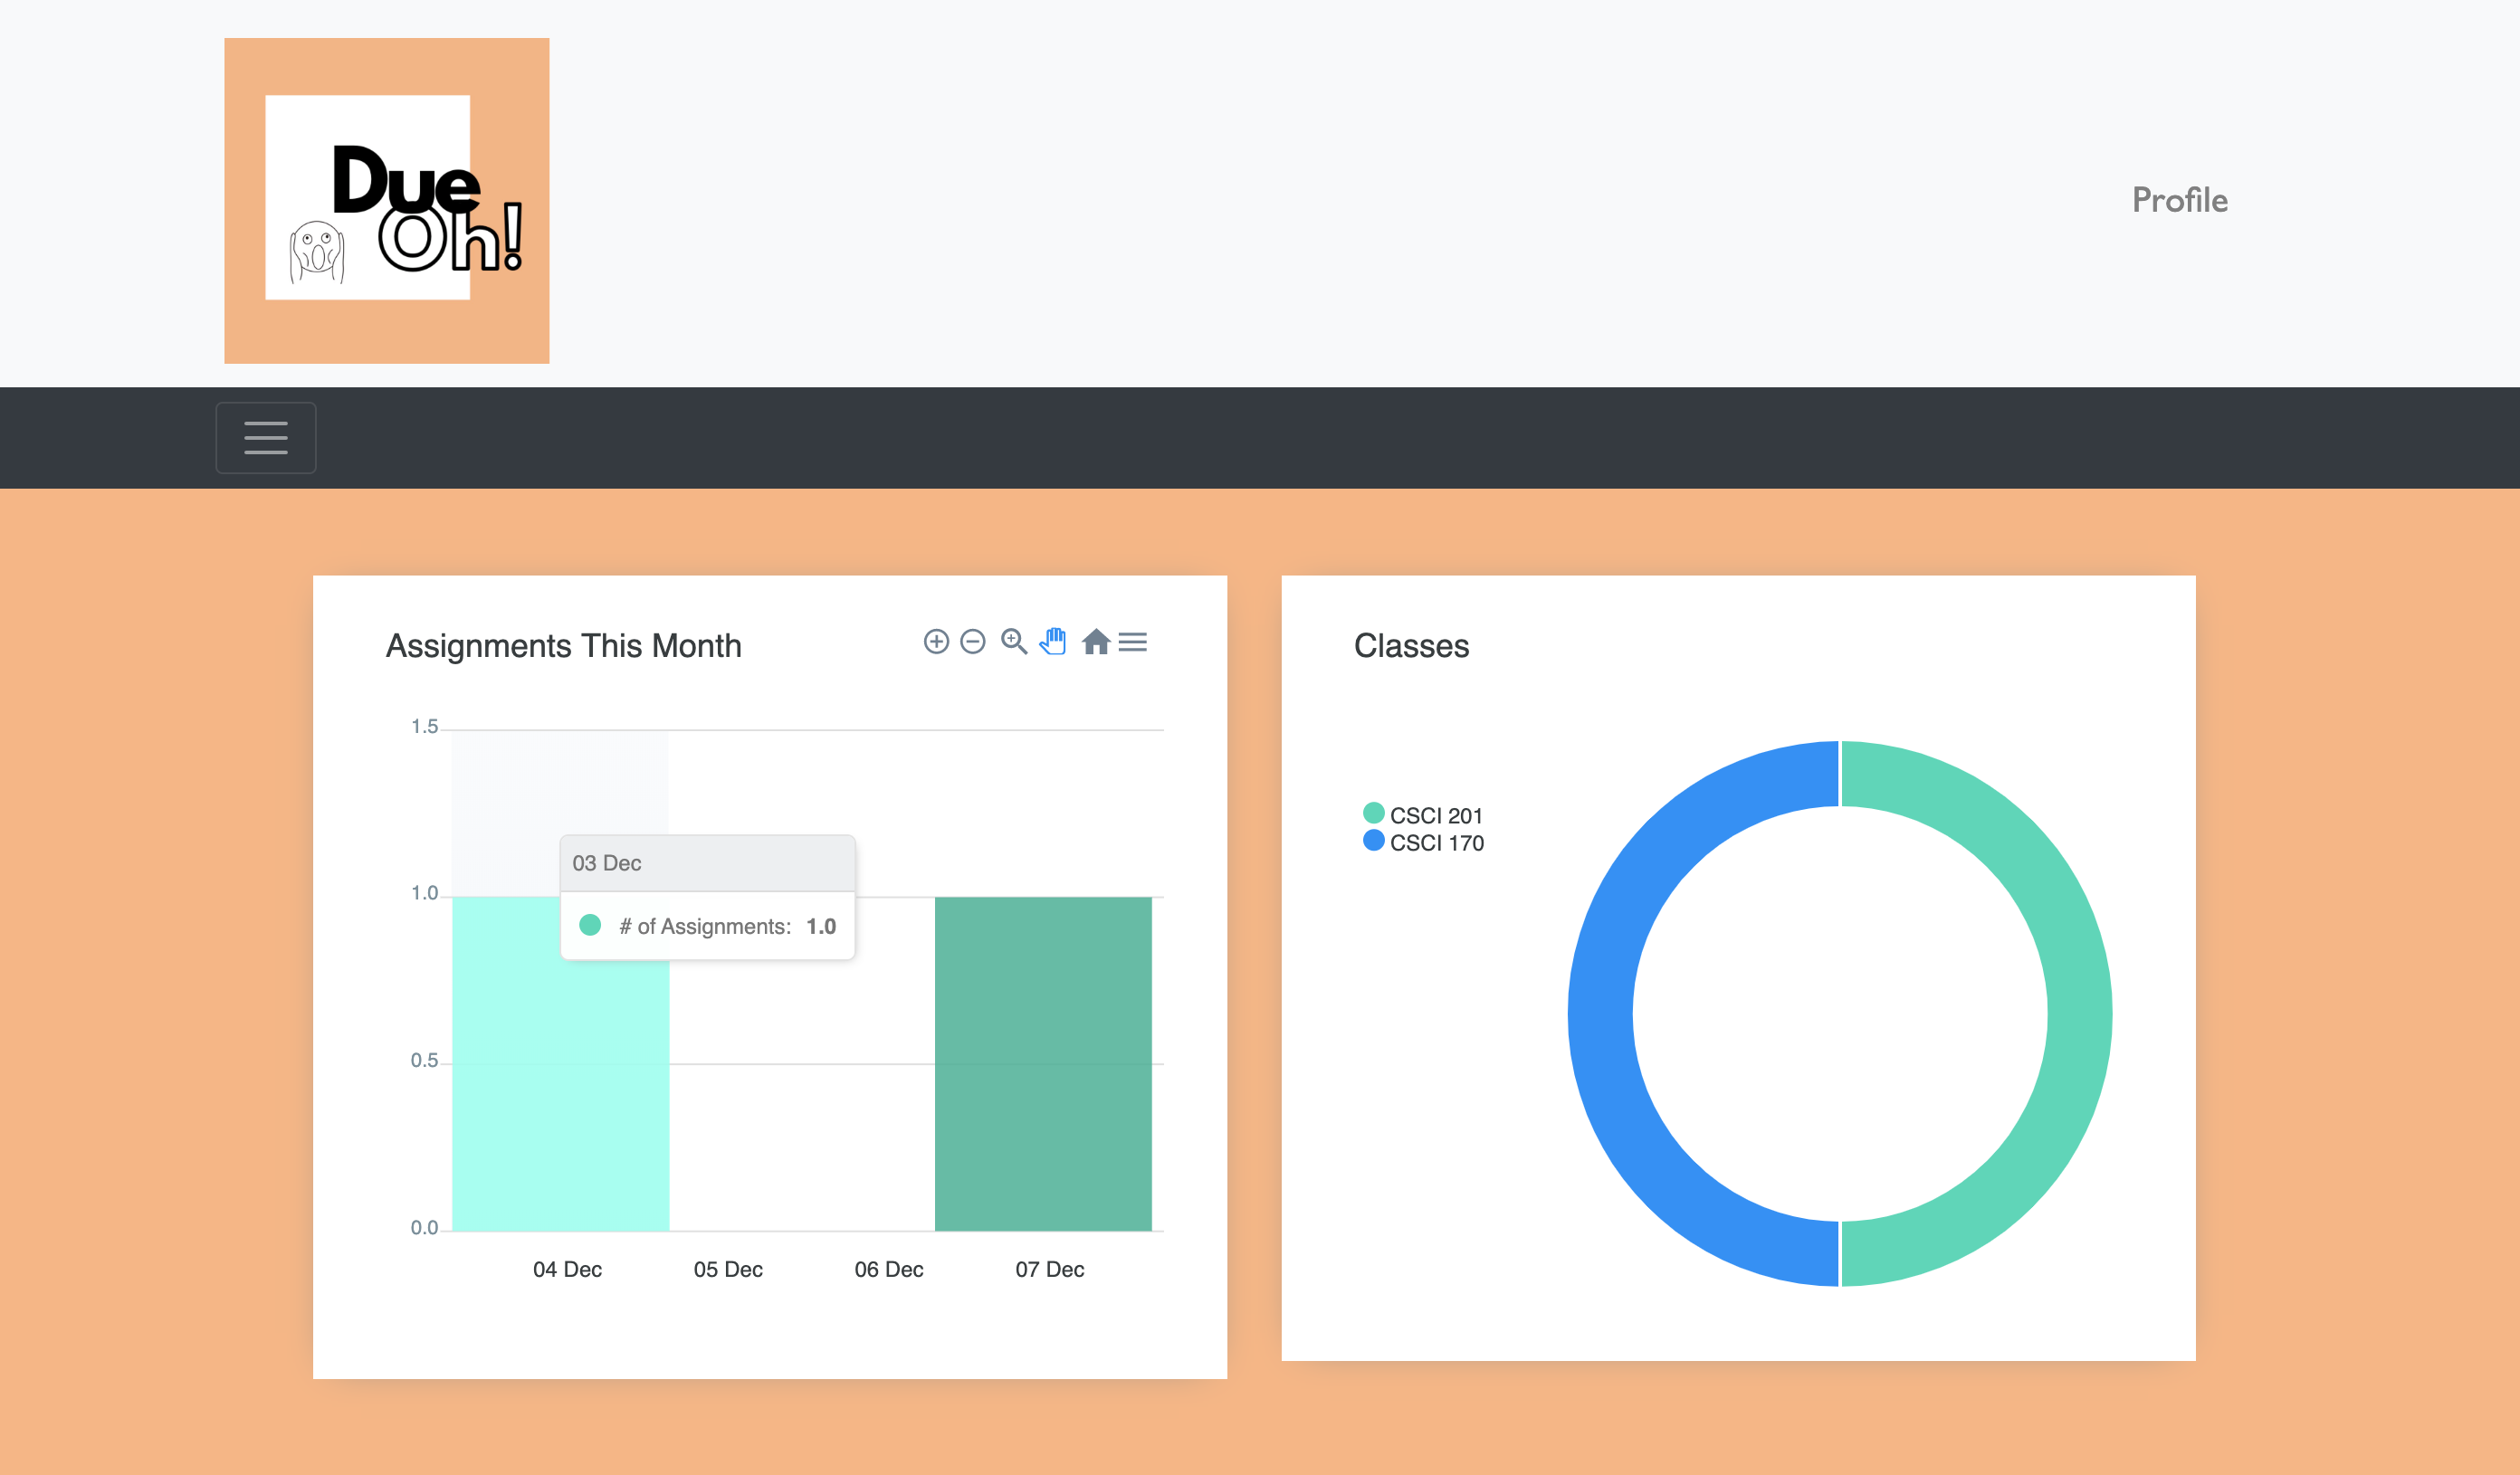 Due
Oh!
Profile
Assignments This Month
1.5
1.0
0.5
0.0
03 Dec
# of Assignments: 1.0
04 Dec 05 Dec 06 Dec 07 Dec
Classes
CSCI 201
CSCI 170